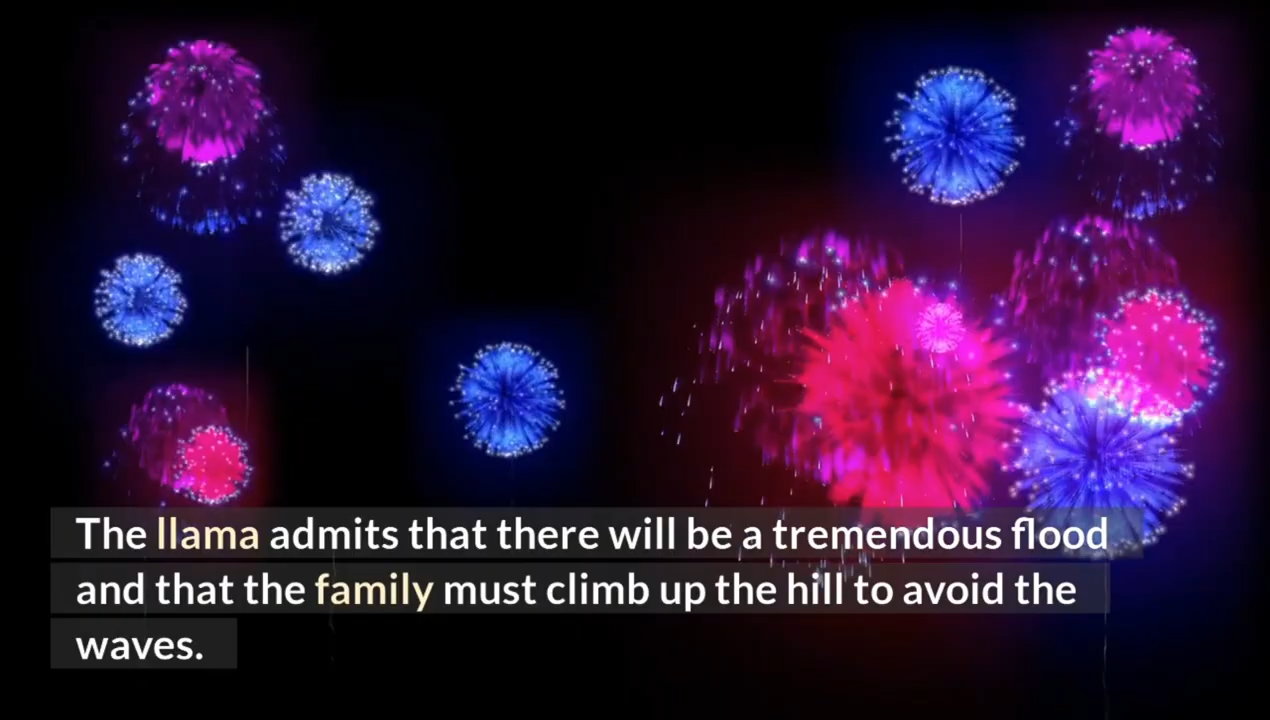 The llama admits that there will be a tremendous flood
and that the family must climb up the hill to avoid the
waves.